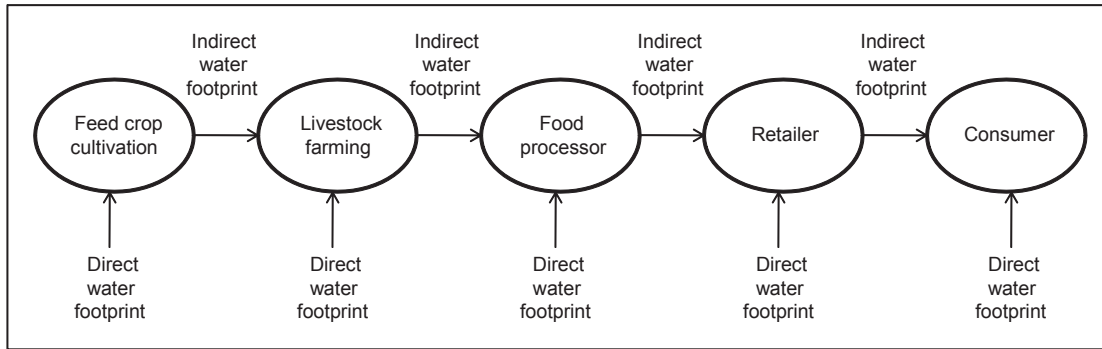 Indirect
water
footprint
Indirect
water
footprint
Indirect
water
footprint
Indirect
water
footprint
Feed crop
cultivation
Livestock
farming
Food
processor
Retailer
Consumer
Direct
water
footprint
Direct
water
footprint
Direct
water
footprint
Direct
water
footprint
Direct
water
footprint